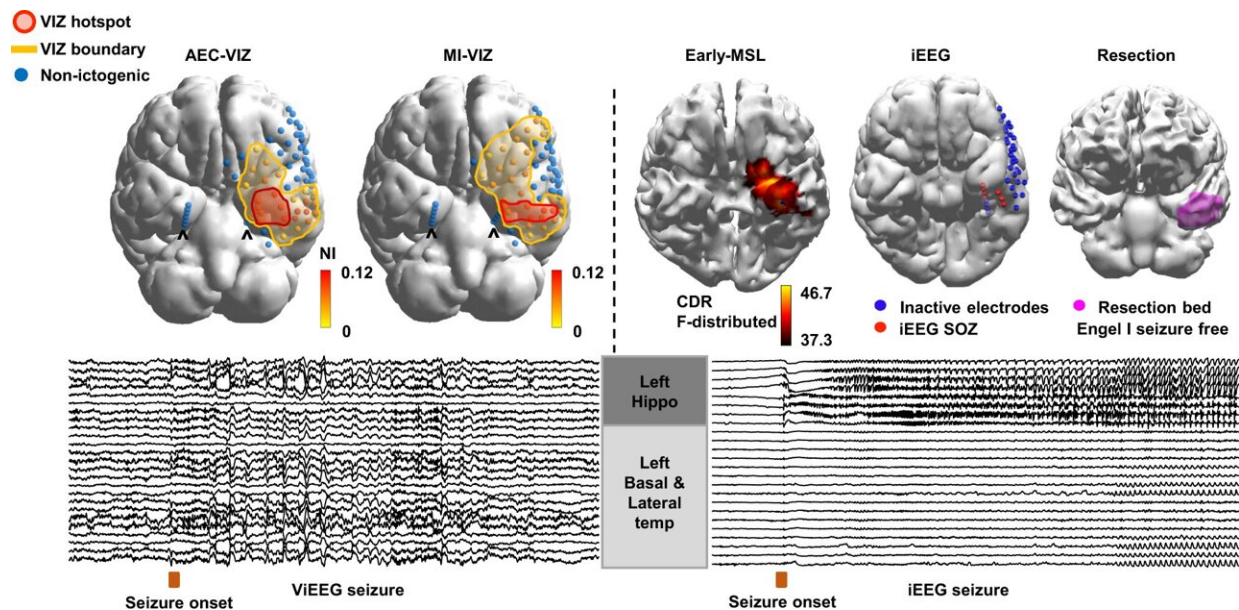 VIZ hotspot
VIZ boundary
Non-ictogenic
AEC-VIZ
MI-VIZ
Early-MSL
iEEG
Resection
^
^
^
^
NI
0.12
0
0.12
0
CDR
F-distributed
46.7
37.3
Inactive electrodes
iEEG SOZ
Resection bed
Engel I seizure free
Left
Hippo
Left
Basal &
Lateral
temp
Seizure onset
ViEEG seizure
Seizure onset
iEEG seizure